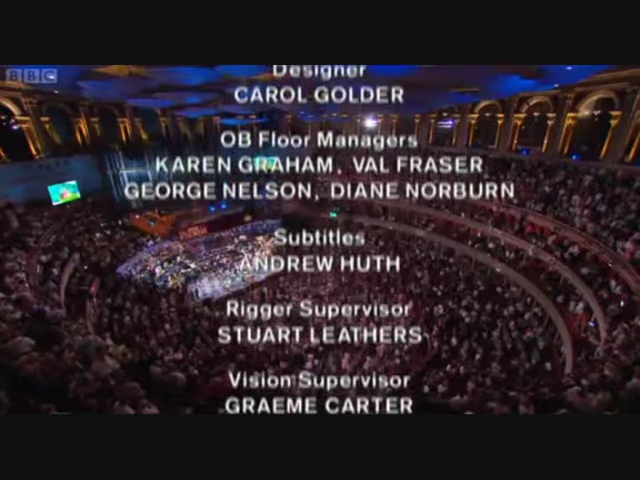 BBC
Designer
CAROL GOLDER
OB Floor Managers
KAREN GRAHAM, VAL FRASER
GEORGE NELSON, DIANE NORBURN
Subtitles
ANDREW HUTH
Rigger Supervisor
STUART LEATHERS
Vision Supervisor
GRAEME CARTER